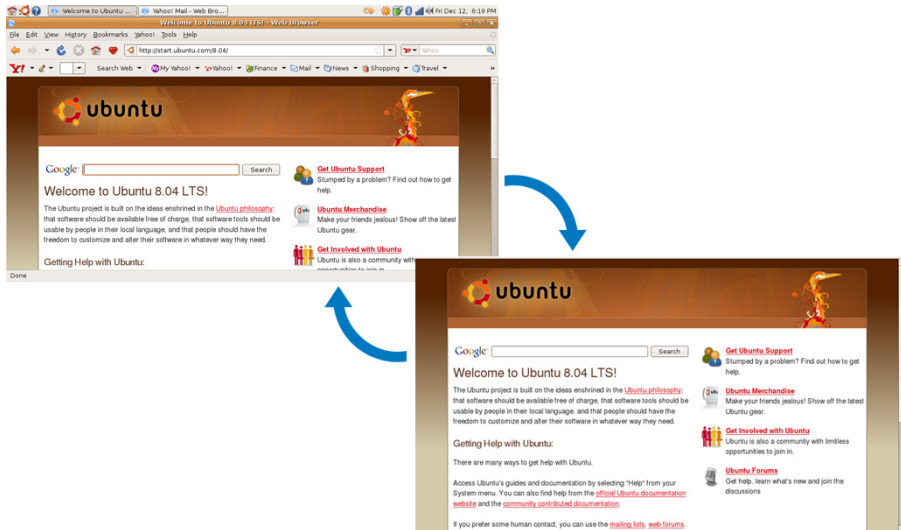 Welcome to Ubuntu ... Yahoo! Mail - Web Bro... Fri Dec 12, 6:19 PM
Welcome to Ubuntu 8.04 LTS! - Web Browser
File Edit View History Bookmarks Yahoo! Tools Help
http://start.ubuntu.com/8.04/ Yahoo
Y! Search Web My Yahoo! Yahoo! Finance Mail News Shopping Travel »
ubuntu
Google Search
Welcome to Ubuntu 8.04 LTS!
The Ubuntu project is built on the ideas enshrined in the Ubuntu philosophy:
that software should be available free of charge, that software tools should be
usable by people in their local language, and that people should have the
freedom to customize and alter their software in whatever way they need.
Getting Help with Ubuntu:
Get Ubuntu Support
Stumped by a problem? Find out how to get
help.
Ubuntu Merchandise
Make your friends jealous! Show off the latest
Ubuntu gear.
Get Involved with Ubuntu
Ubuntu is also a community with
opportunities to join in.
Done
ubuntu
Google Search
Welcome to Ubuntu 8.04 LTS!
The Ubuntu project is built on the ideas enshrined in the Ubuntu philosophy:
that software should be available free of charge, that software tools should be
usable by people in their local language, and that people should have the
freedom to customize and alter their software in whatever way they need.
Getting Help with Ubuntu:
There are many ways to get help with Ubuntu.
Access Ubuntu's guides and documentation by selecting "Help" from your
System menu. You can also find help from the official Ubuntu documentation
website and the community contributed documentation.
If you prefer some human contact, you can use the mailing lists, web forums,
Get Ubuntu Support
Stumped by a problem? Find out how to get
help.
Ubuntu Merchandise
Make your friends jealous! Show off the latest
Ubuntu gear.
Get Involved with Ubuntu
Ubuntu is also a community with limitless
opportunities to join in.
Ubuntu Forums
Get help, learn what's new and join the
discussions